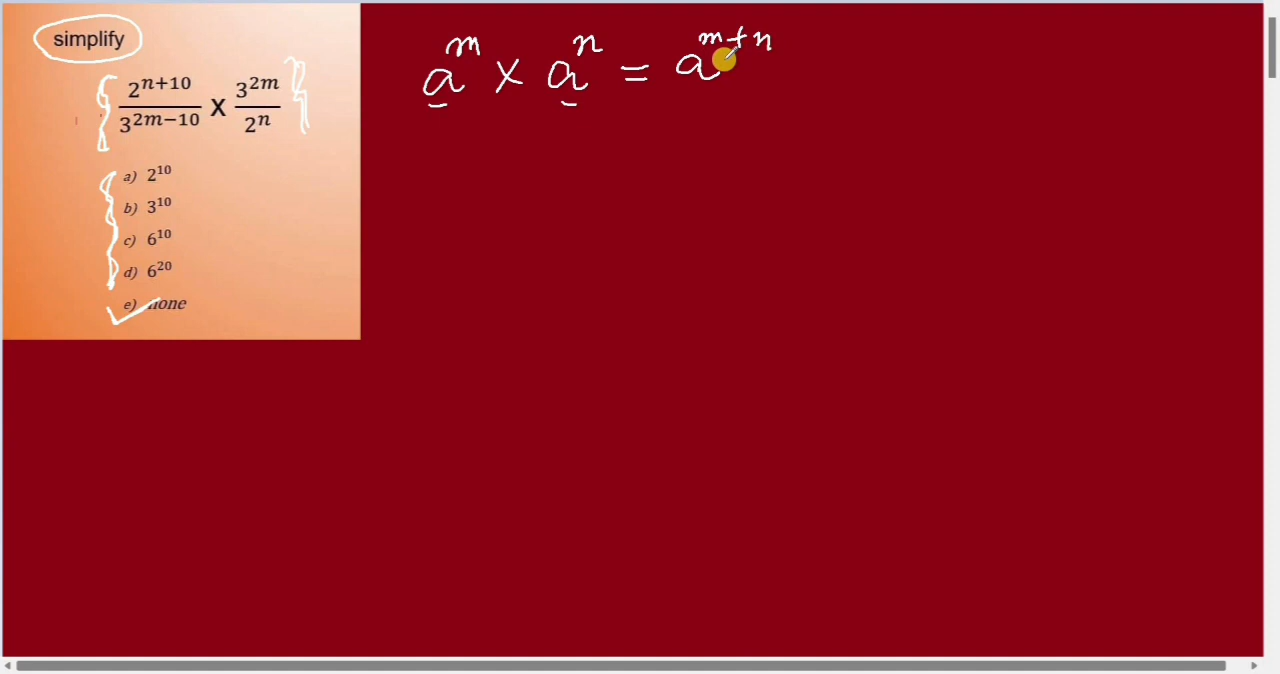 simplify
2^{n+10}/3^{2m−10} X 3^{2m}/2^{n}
a) 2^{10}
b) 3^{10}
c) 6^{10}
d) 6^{20}
e) none
a^{m} × a^{n} = a^{m+n}